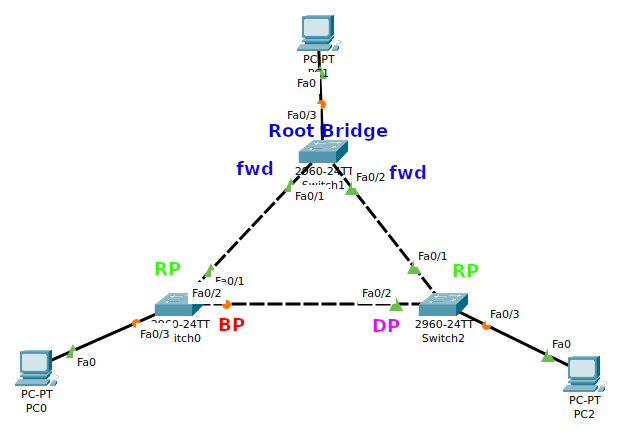 PC-PT
PC1
Fa0
Fa0/3
Root Bridge
2960-24TT
Switch1
fwd
Fa0/2
fwd
Fa0/1
Fa0/1
RP
RP
Fa0/1
Fa0/2
Fa0/2
2960-24TT
Switch0
Fa0/3
BP
DP
Fa0/3
2960-24TT
Switch2
Fa0
Fa0
PC-PT
PC0
PC-PT
PC2